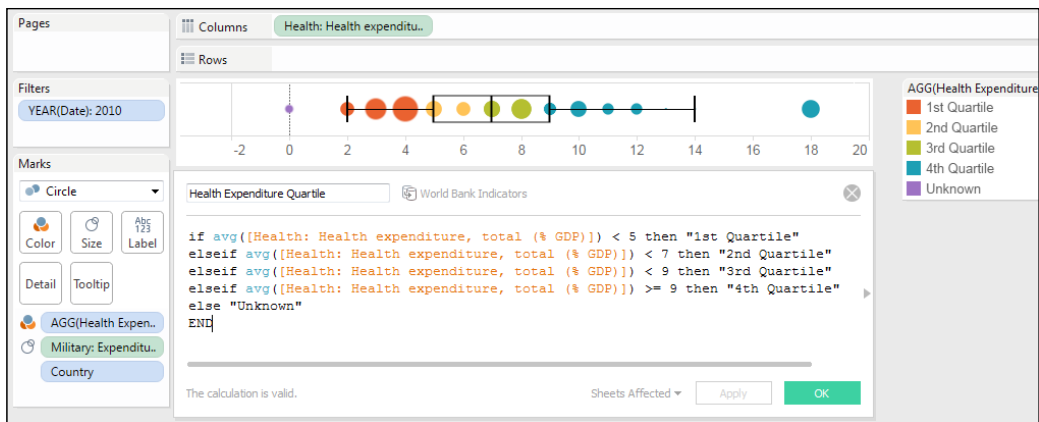 Pages
Columns
Health: Health expenditu..
Rows
Filters
YEAR(Date): 2010
-2 0 2 4 6 8 10 12 14 16 18 20
AGG(Health Expenditure
1st Quartile
2nd Quartile
3rd Quartile
4th Quartile
Unknown
Marks
Circle
Color
Size
Abc
123
Label
Detail
Tooltip
AGG(Health Expen..
Military: Expenditu..
Country
Health Expenditure Quartile
World Bank Indicators
if avg([Health: Health expenditure, total (% GDP)]) < 5 then "1st Quartile"
elseif avg([Health: Health expenditure, total (% GDP)]) < 7 then "2nd Quartile"
elseif avg([Health: Health expenditure, total (% GDP)]) < 9 then "3rd Quartile"
elseif avg([Health: Health expenditure, total (% GDP)]) >= 9 then "4th Quartile"
else "Unknown"
END
The calculation is valid.
Sheets Affected
Apply
OK